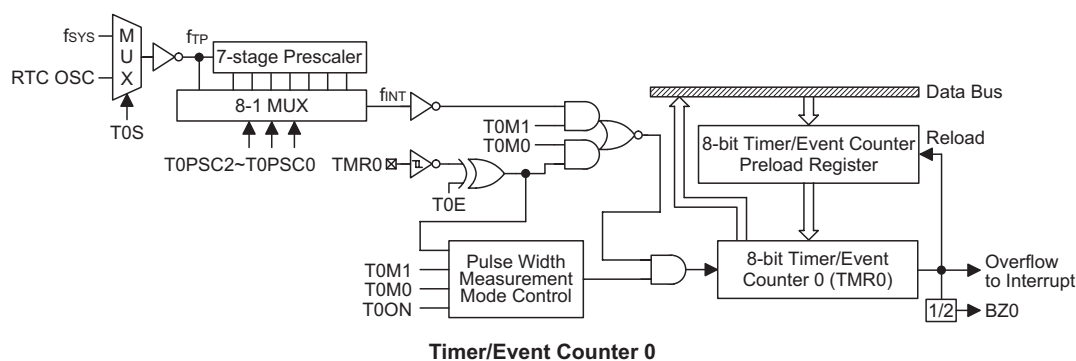 fSYS
RTC OSC
M
U
X
T0S
fTP
7-stage Prescaler
8-1 MUX
T0PSC2~T0PSC0
fINT
T0M1
T0M0
TMR0
T0E
T0M1
T0M0
T0ON
Pulse Width
Measurement
Mode Control
Data Bus
8-bit Timer/Event Counter
Preload Register
Reload
8-bit Timer/Event
Counter 0 (TMR0)
Overflow
to Interrupt
1/2
BZ0
Timer/Event Counter 0